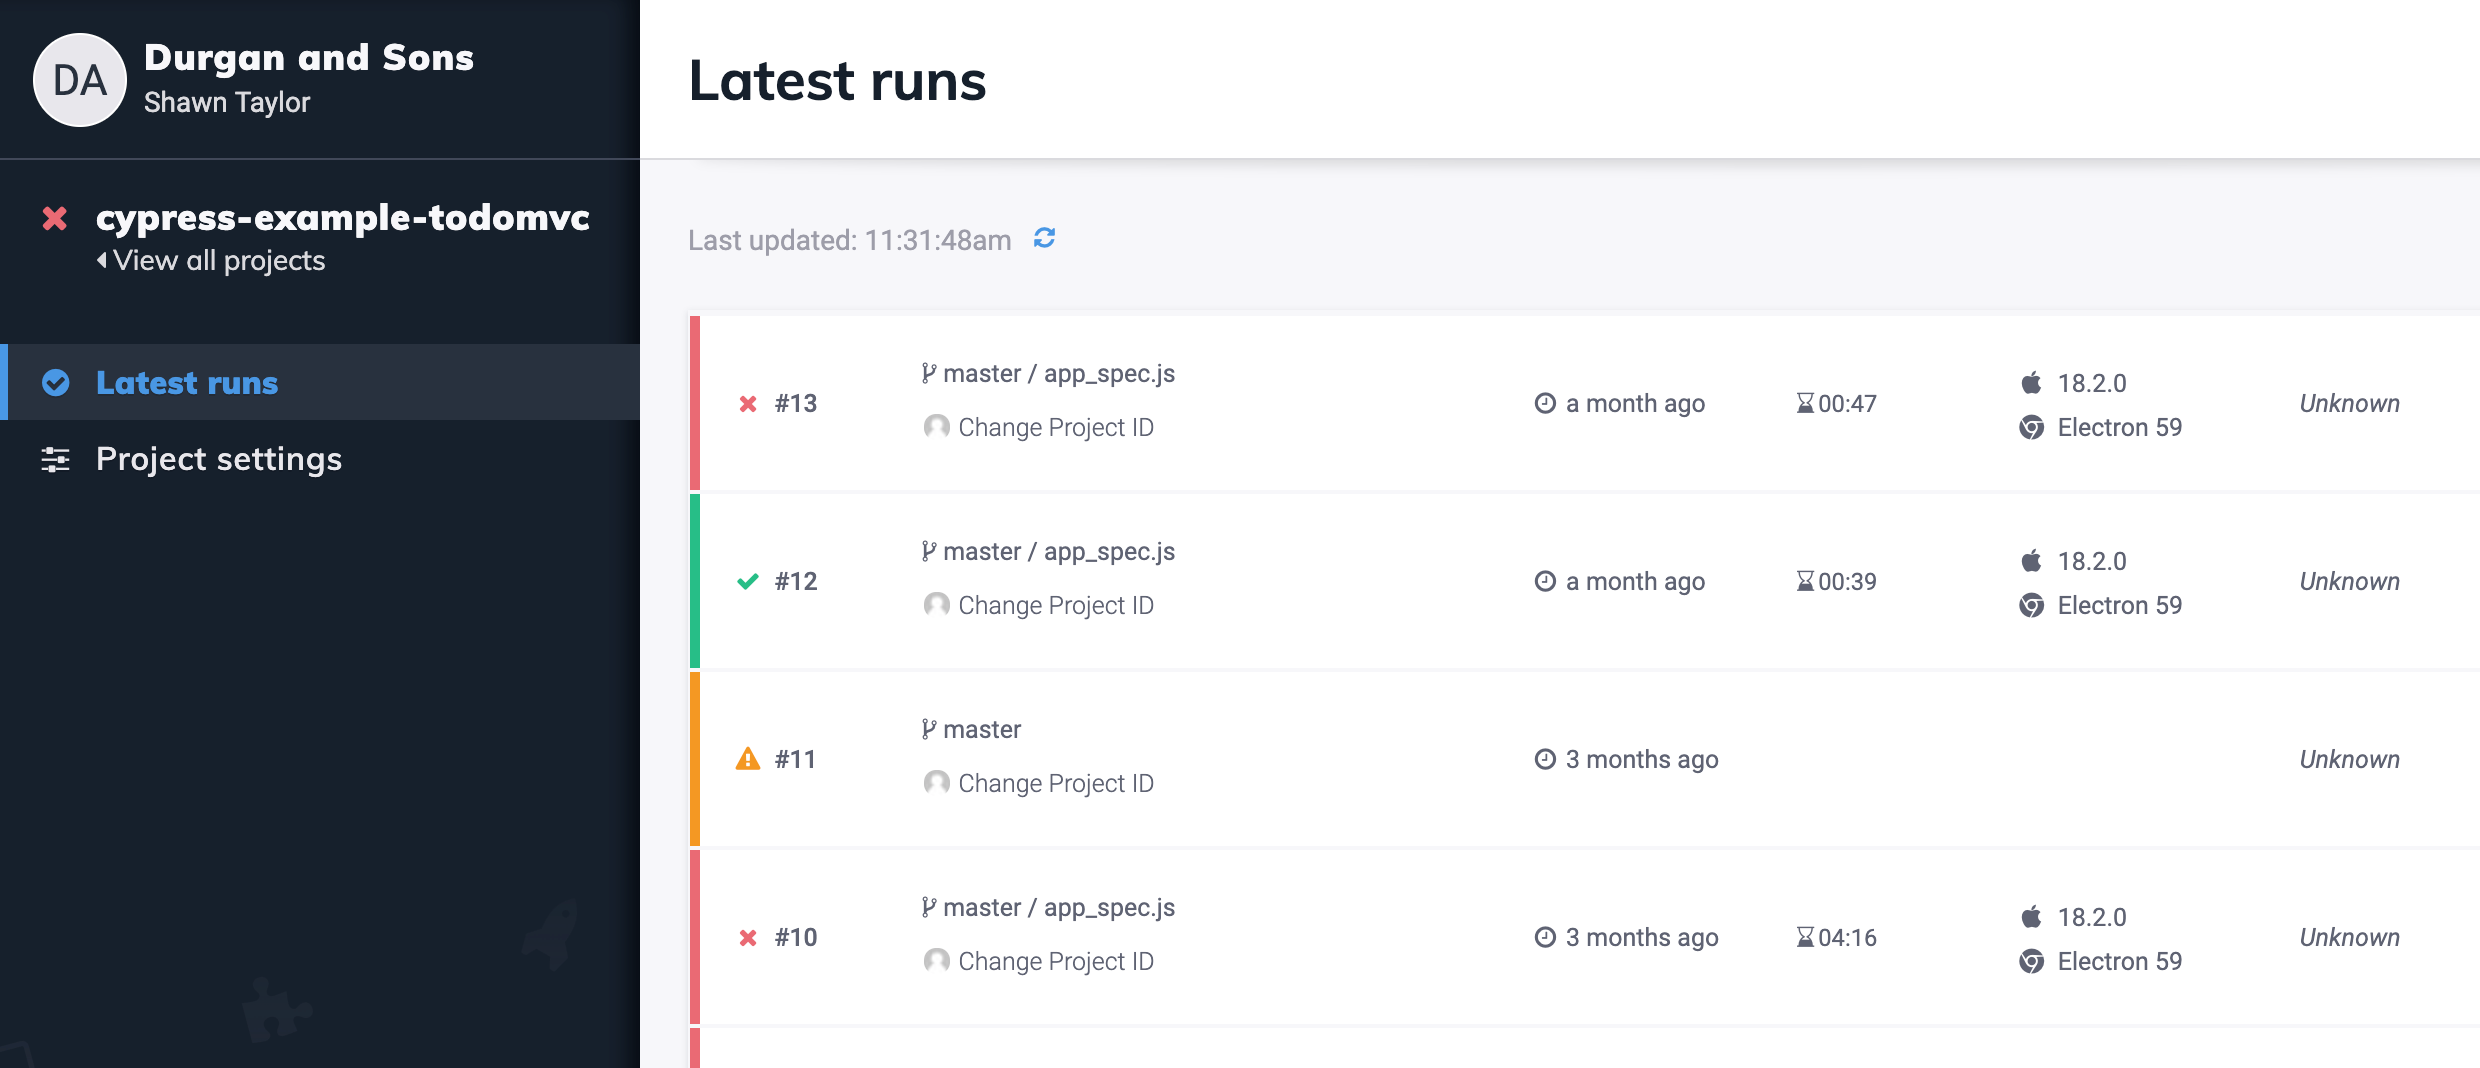 DA
Durgan and Sons
Shawn Taylor
cypress-example-todomvc
View all projects
Latest runs
Project settings
Latest runs
Last updated: 11:31:48am
#13
master / app_spec.js
Change Project ID
a month ago
00:47
18.2.0
Electron 59
Unknown
#12
master / app_spec.js
Change Project ID
a month ago
00:39
18.2.0
Electron 59
Unknown
#11
master
Change Project ID
3 months ago
Unknown
#10
master / app_spec.js
Change Project ID
3 months ago
04:16
18.2.0
Electron 59
Unknown